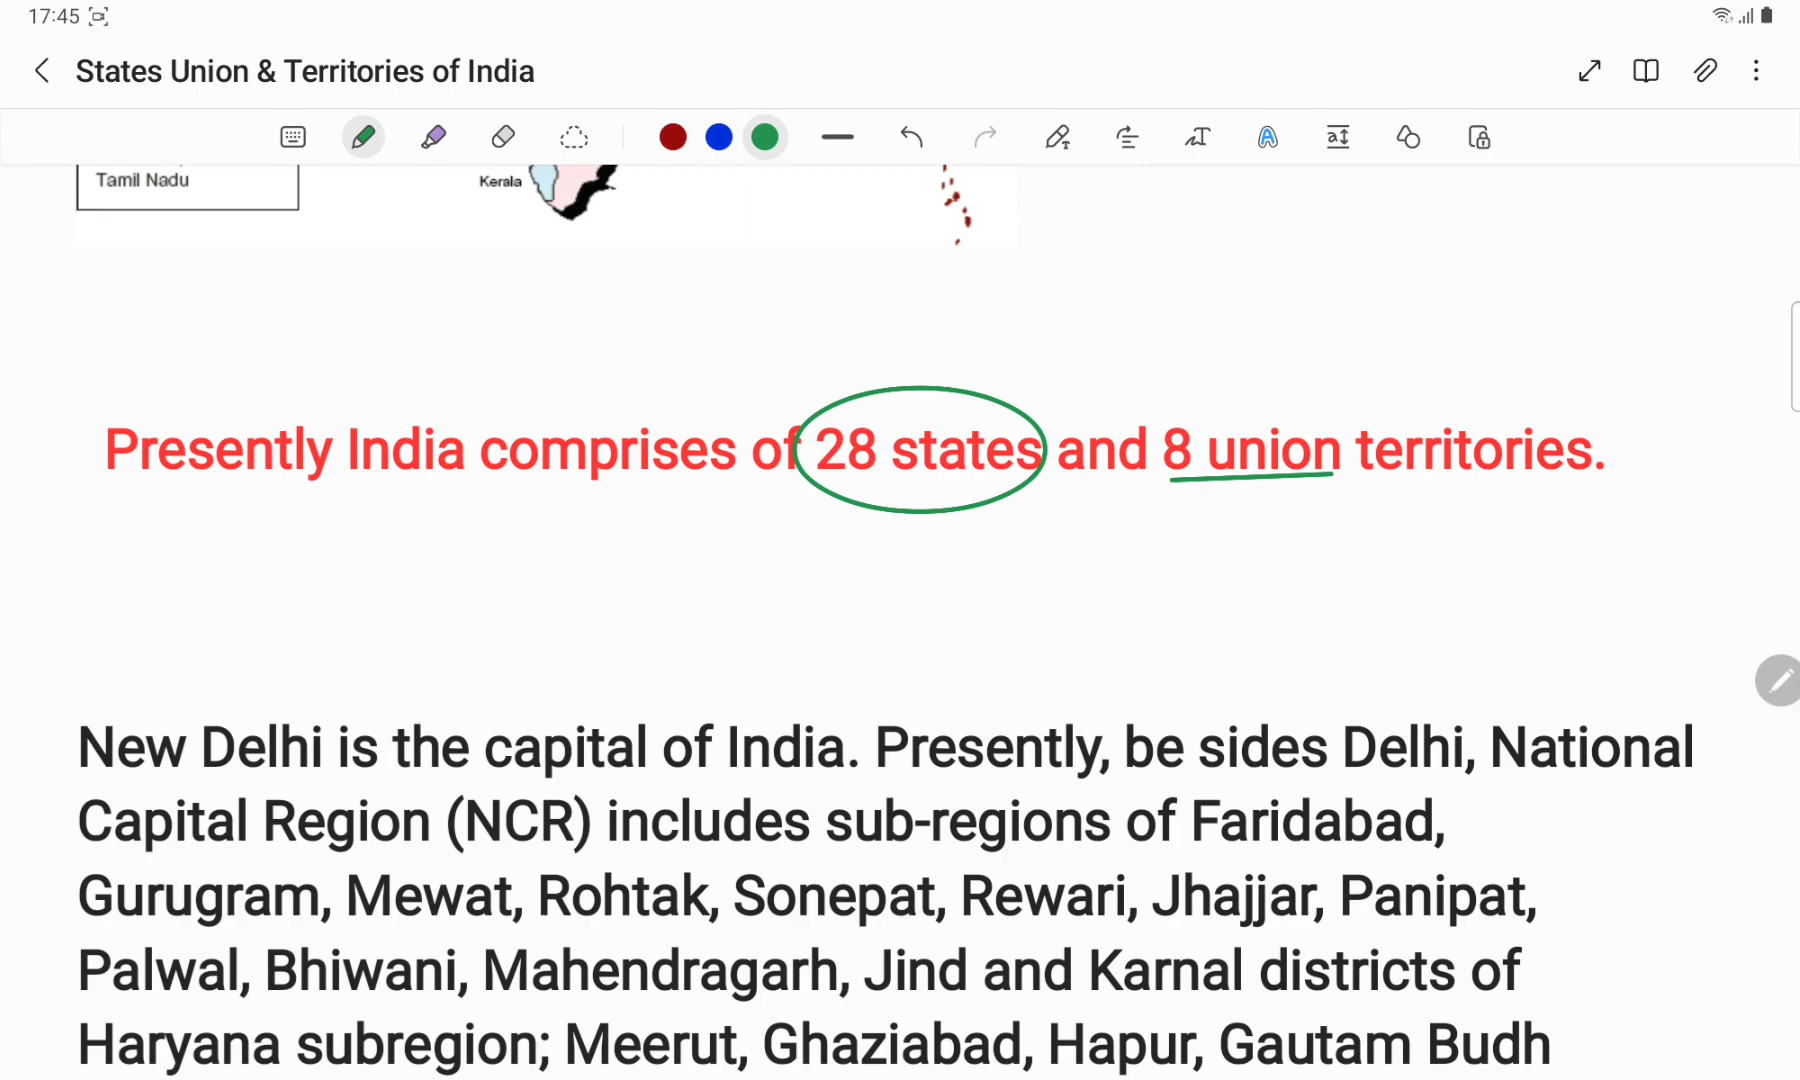 17:45
States Union & Territories of India
Tamil Nadu
Kerala
Presently India comprises of 28 states and 8 union territories.
New Delhi is the capital of India. Presently, be sides Delhi, National
Capital Region (NCR) includes sub-regions of Faridabad,
Gurugram, Mewat, Rohtak, Sonepat, Rewari, Jhajjar, Panipat,
Palwal, Bhiwani, Mahendragarh, Jind and Karnal districts of
Haryana subregion; Meerut, Ghaziabad, Hapur, Gautam Budh